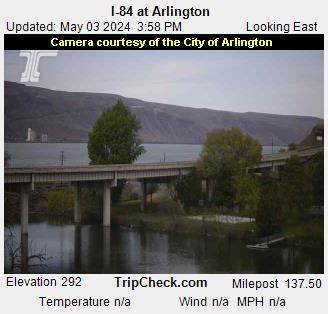 I-84 at Arlington
Updated: May 03 2024 3:58 PM Looking East
Camera courtesy of the City of Arlington
Elevation 292 TripCheck.com Milepost 137.50
Temperature n/a Wind n/a MPH n/a